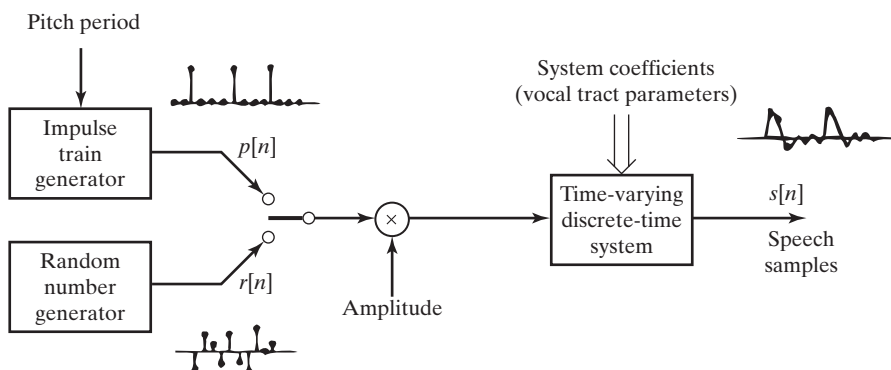 Pitch period
Impulse
train
generator
p[n]
System coefficients
(vocal tract parameters)
×
Time-varying
discrete-time
system
s[n]
Speech
samples
Random
number
generator
r[n]
Amplitude